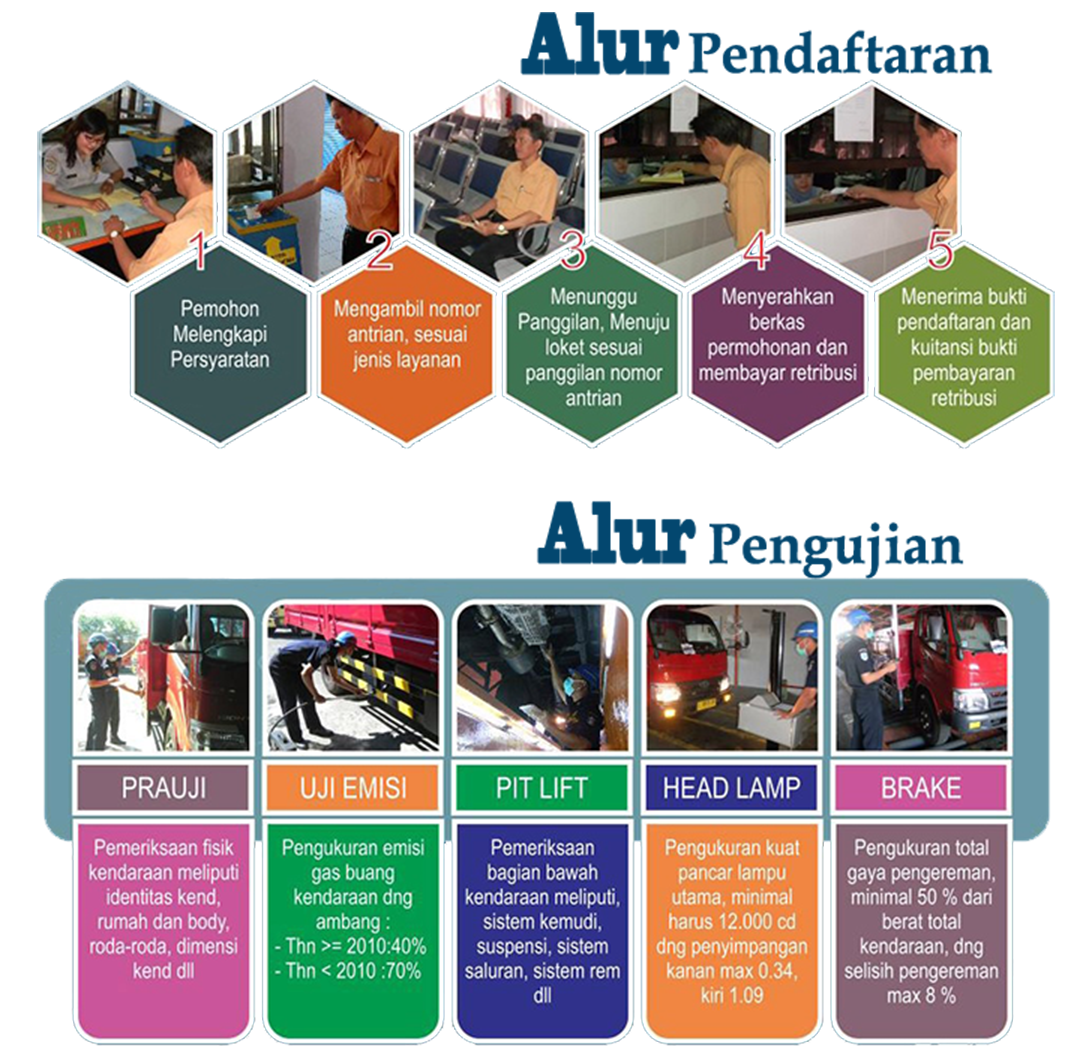 Alur Pendaftaran
1
Pemohon
Melengkapi
Persyaratan
2
Mengambil nomor
antrian, sesuai
jenis layanan
3
Menunggu
Panggilan, Menuju
loket sesuai
panggilan nomor
antrian
4
Menyerahkan
berkas
permohonan dan
membayar retribusi
5
Menerima bukti
pendaftaran dan
kuitansi bukti
pembayaran
retribusi
Alur Pengujian
PRAUJI
Pemeriksaan fisik
kendaraan meliputi
identitas kend,
rumah dan body,
roda-roda, dimensi
kend dll
UJI EMISI
Pengukuran emisi
gas buang
kendaraan dng
ambang :
- Thn >= 2010:40%
- Thn < 2010 :70%
PIT LIFT
Pemeriksaan
bagian bawah
kendaraan meliputi,
sistem kemudi,
suspensi, sistem
saluran, sistem rem
dll
HEAD LAMP
Pengukuran kuat
pancar lampu
utama, minimal
harus 12.000 cd
dng penyimpangan
kanan max 0.34,
kiri 1.09
BRAKE
Pengukuran total
gaya pengereman,
minimal 50 % dari
berat total
kendaraan, dng
selisih pengereman
max 8 %